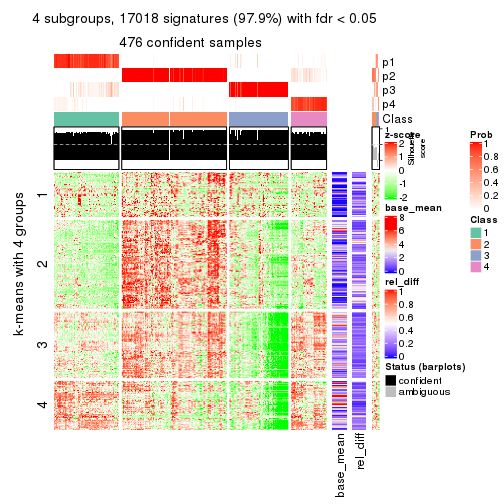 4 subgroups, 17018 signatures (97.9%) with fdr < 0.05
476 confident samples
p1
p2
p3
p4
Class
1
Silhouette
score
k-means with 4 groups
1
2
3
4
base_mean
rel_diff
z-score
2
1
0
-1
-2
base_mean
8
6
4
2
0
rel_diff
1
0.8
0.6
0.4
0.2
0
Status (barplots)
confident
ambiguous
Prob
1
0.8
0.6
0.4
0.2
0
Class
1
2
3
4